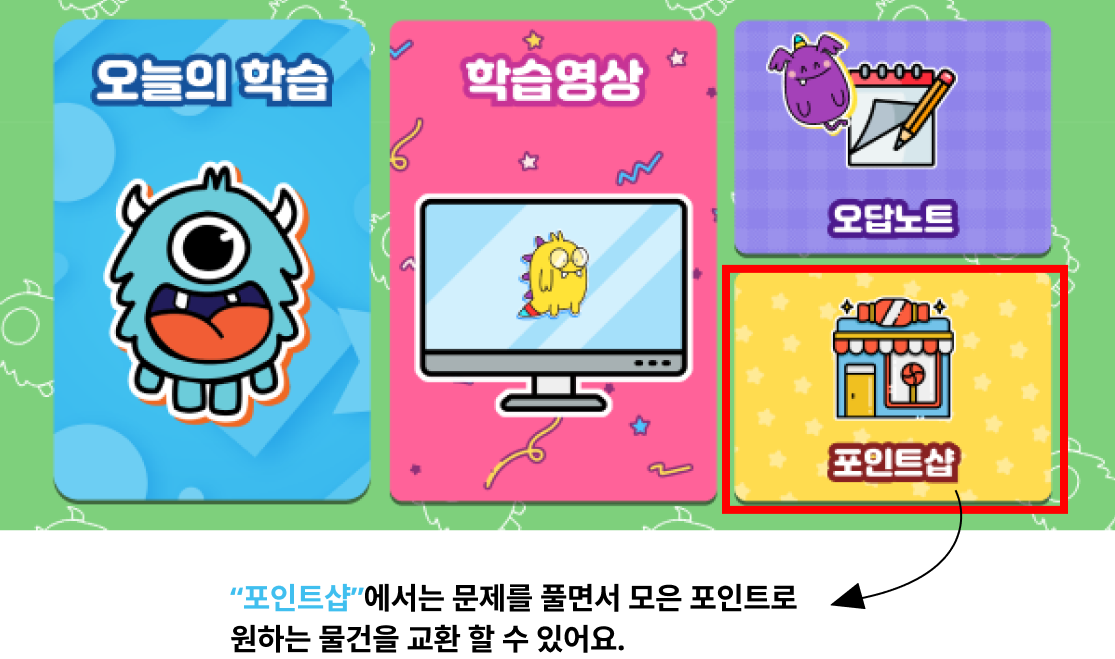 오늘의 학습
학습영상
오답노트
포인트샵
“포인트샵”에서는 문제를 풀면서 모은 포인트로
원하는 물건을 교환 할 수 있어요.